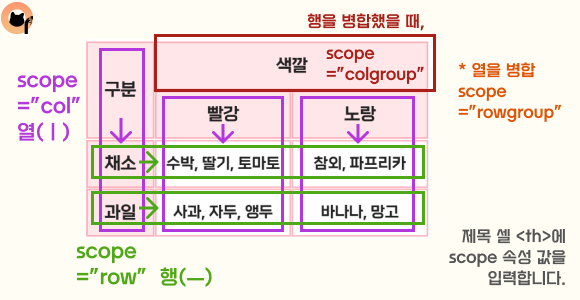 행을 병합했을 때,
색깔
scope
="colgroup"
* 열을 병합
scope
="rowgroup"
scope
="col"
열(ㅣ)
구분
빨강
노랑
채소
수박, 딸기, 토마토
참외, 파프리카
과일
사과, 자두, 앵두
바나나, 망고
scope
="row" 행(ㅡ)
제목 셀 <th>에
scope 속성 값을
입력합니다.